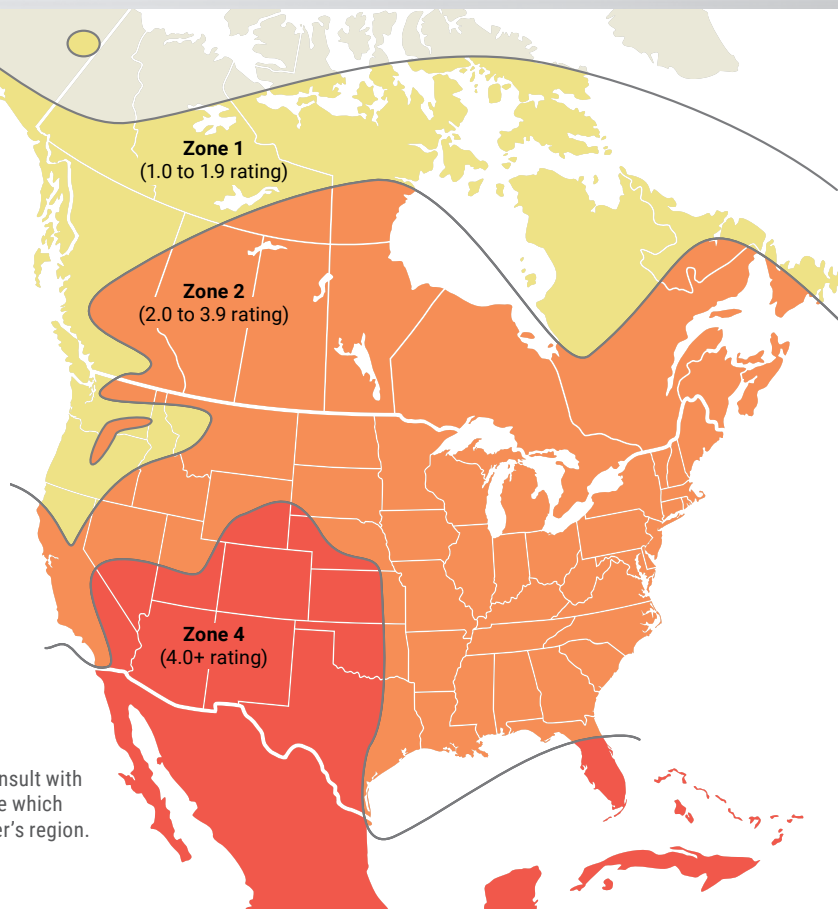 Zone 1
(1.0 to 1.9 rating)
Zone 2
(2.0 to 3.9 rating)
Zone 4
(4.0+ rating)
nsult with
e which
er’s region.